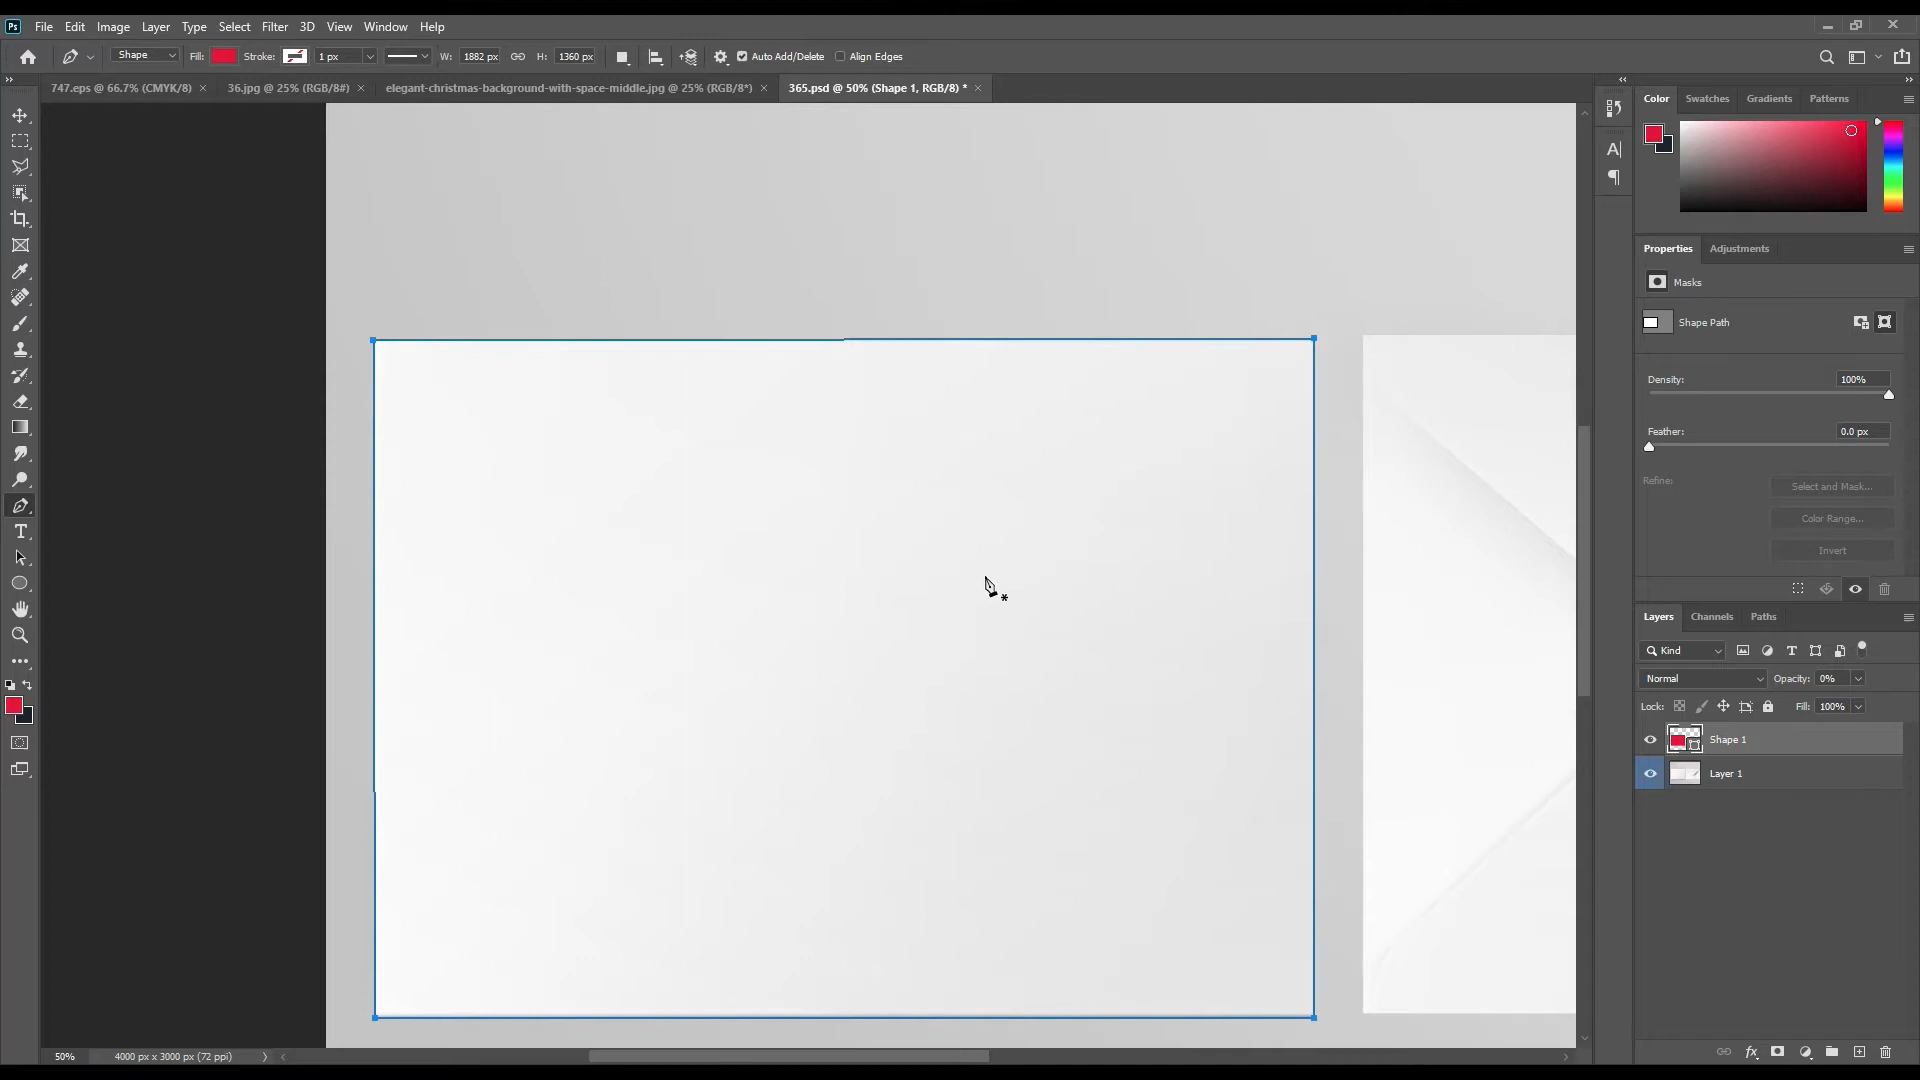 Ps File Edit Image Layer Type Select Filter 3D View Window Help
Shape Fill: Stroke: 1 px W: 1882 px H: 1360 px Auto Add/Delete Align Edges
747.eps @ 66.7% (CMYK/8) × 36.jpg @ 25% (RGB/8#) × elegant-christmas-background-with-space-middle.jpg @ 25% (RGB/8*) × 365.psd @ 50% (Shape 1, RGB/8) * ×
Color Swatches Gradients Patterns
Properties Adjustments
Masks
Shape Path
Density: 100%
Feather: 0.0 px
Refine: Select and Mask...
Color Range...
Invert
Layers Channels Paths
Kind
Normal Opacity: 0%
Lock: Fill: 100%
Shape 1
Layer 1
50% 4000 px x 3000 px (72 ppi)